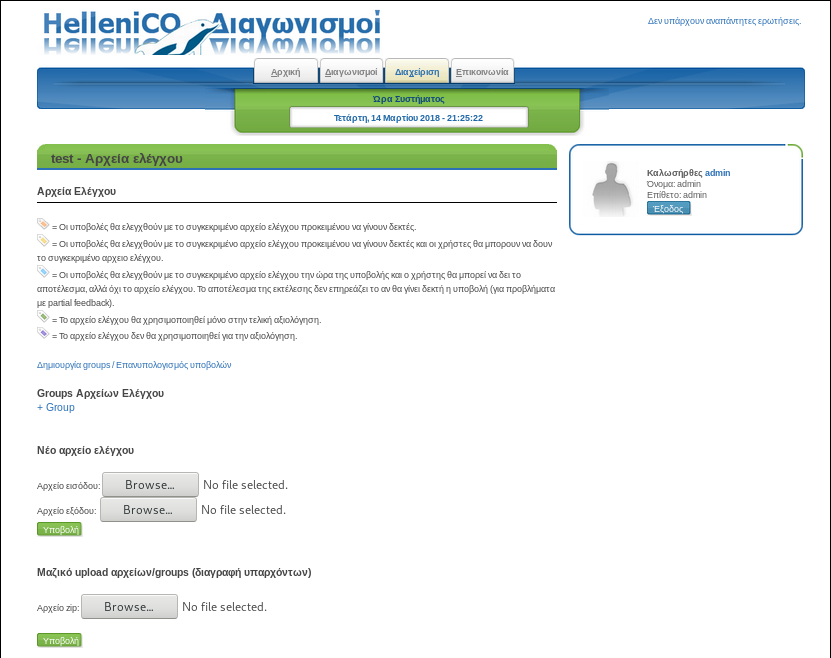 HelleniCO Διαγωνισμοί
Δεν υπάρχουν αναπάντητες ερωτήσεις.
Αρχική Διαγωνισμοί Διαχείριση Επικοινωνία
Ώρα Συστήματος
Τετάρτη, 14 Μαρτίου 2018 - 21:25:22
test - Αρχεία ελέγχου
Καλωσήρθες admin
Όνομα: admin
Επίθετο: admin
Έξοδος
Αρχεία Ελέγχου
= Οι υποβολές θα ελεγχθούν με το συγκεκριμένο αρχείο ελέγχου προκειμένου να γίνουν δεκτές.
= Οι υποβολές θα ελεγχθούν με το συγκεκριμένο αρχείο ελέγχου προκειμένου να γίνουν δεκτές και οι χρήστες θα μπορουν να δουν
το συγκεκριμένο αρχειο ελέγχου.
= Οι υποβολές θα ελεγχθούν με το συγκεκριμένο αρχείο ελέγχου την ώρα της υποβολής και ο χρήστης θα μπορεί να δει το
αποτέλεσμα, αλλά όχι το αρχείο ελέγχου. Το αποτέλεσμα της εκτέλεσης δεν επηρεάζει το αν θα γίνει δεκτή η υποβολή (για προβλήματα
με partial feedback).
= Το αρχείο ελέγχου θα χρησιμοποιηθεί μόνο στην τελική αξιολόγηση.
= Το αρχείο ελέγχου δεν θα χρησιμοποιηθεί για την αξιολόγηση.
Δημιουργία groups / Επανυπολογισμός υποβολών
Groups Αρχείων Ελέγχου
+ Group
Νέο αρχείο ελέγχου
Αρχείο εισόδου: Browse... No file selected.
Αρχείο εξόδου: Browse... No file selected.
Υποβολή
Μαζικό upload αρχείων/groups (διαγραφή υπαρχόντων)
Αρχείο zip: Browse... No file selected.
Υποβολή